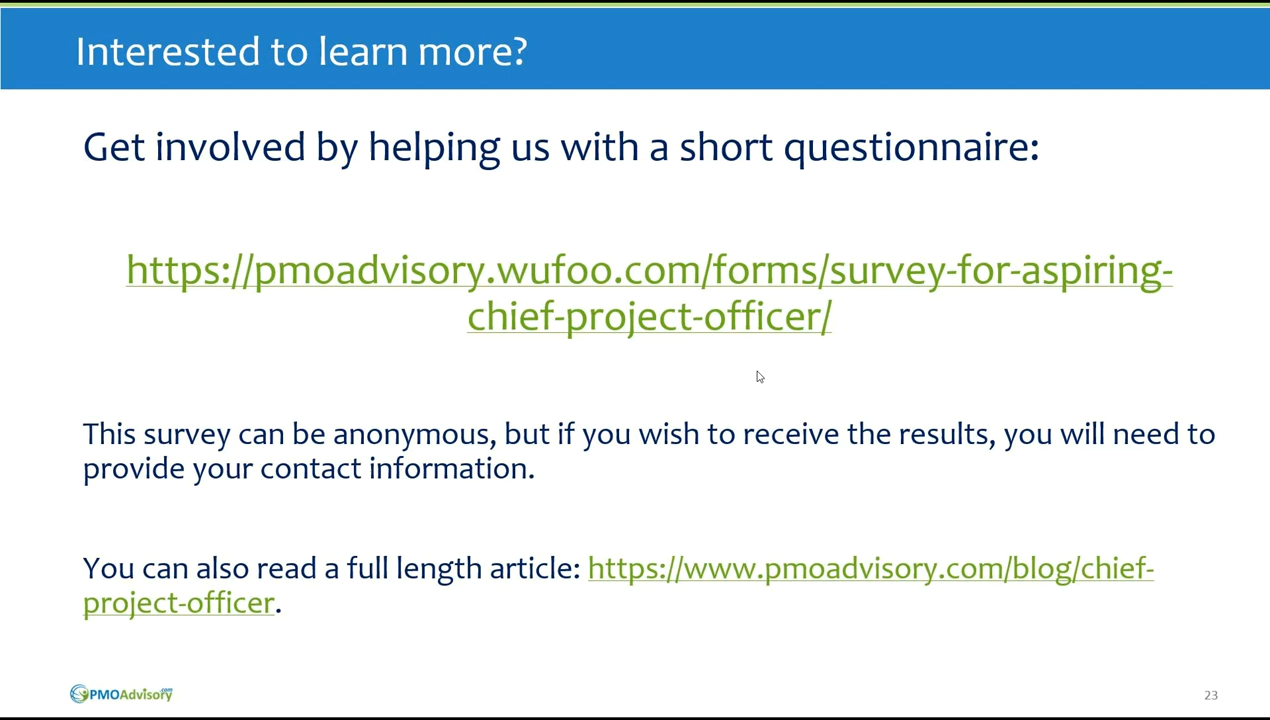 Interested to learn more?
Get involved by helping us with a short questionnaire:
https://pmoadvisory.wufoo.com/forms/survey-for-aspiring-
chief-project-officer/
This survey can be anonymous, but if you wish to receive the results, you will need to
provide your contact information.
You can also read a full length article: https://www.pmoadvisory.com/blog/chief-
project-officer.
PMOAdvisory.com
23